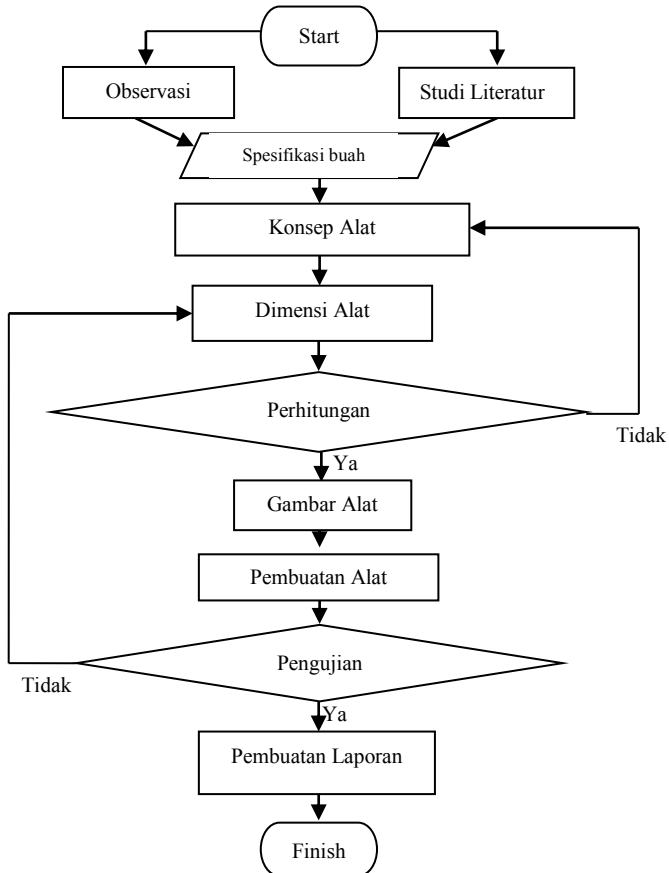 Start
Observasi
Studi Literatur
Spesifikasi buah
Konsep Alat
Dimensi Alat
Perhitungan
Tidak
Ya
Gambar Alat
Pembuatan Alat
Pengujian
Tidak
Ya
Pembuatan Laporan
Finish